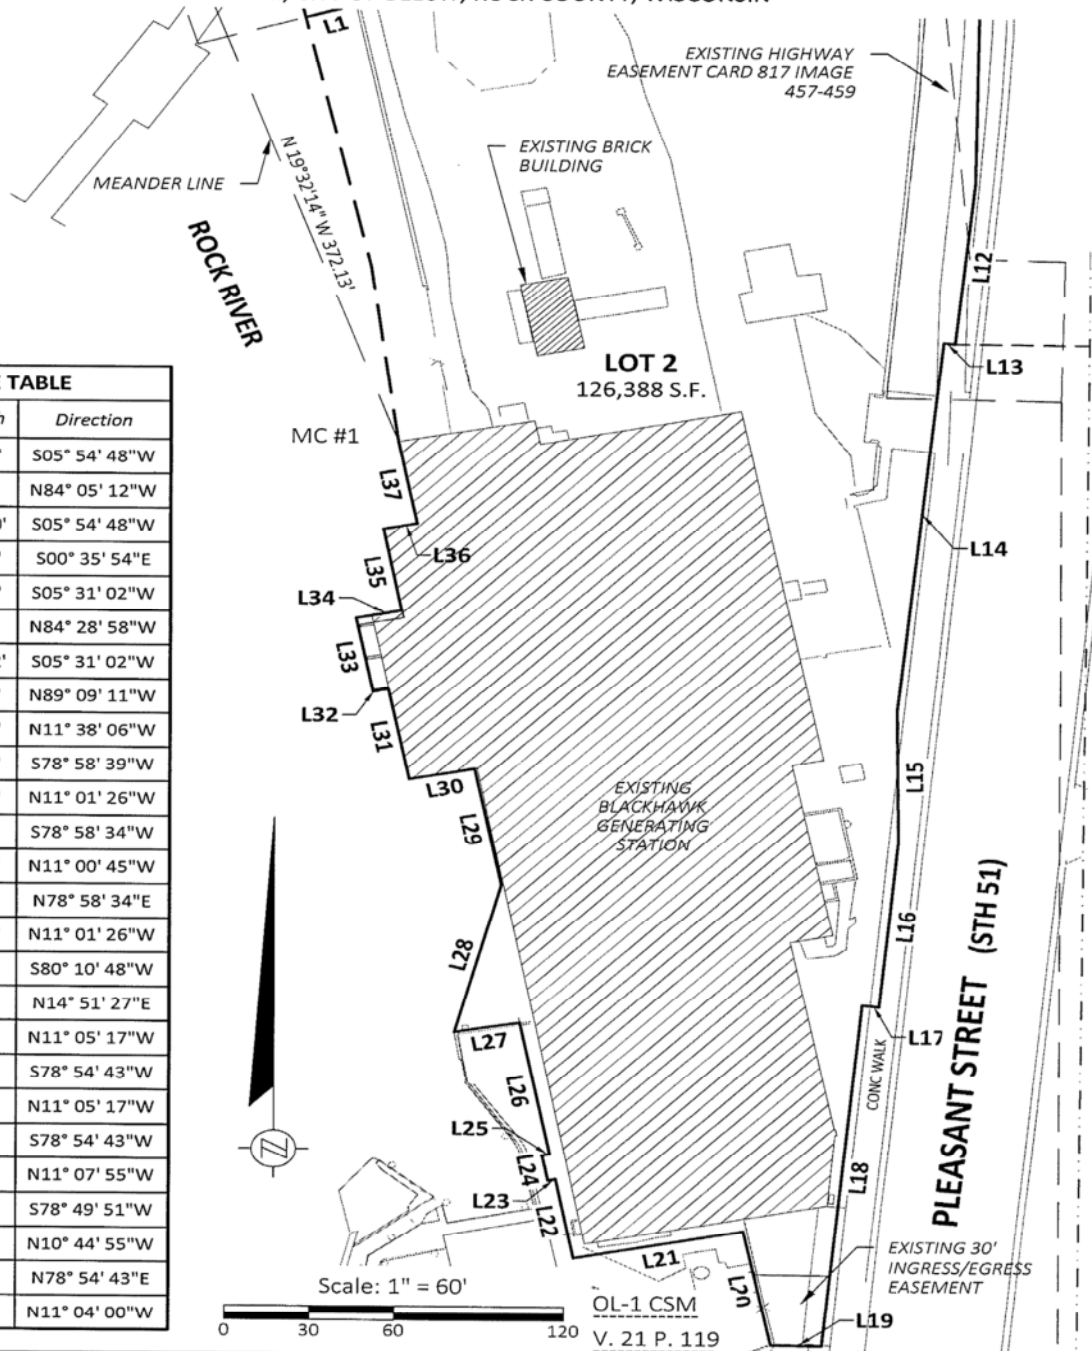 L1
EXISTING HIGHWAY
EASEMENT CARD 817 IMAGE
457-459
EXISTING BRICK
BUILDING
MEANDER LINE
N 19°32'14" W 372.13'
ROCK RIVER
L12
LOT 2
126,388 S.F.
L13
TABLE
Direction
S05° 54' 48"W
N84° 05' 12"W
S05° 54' 48"W
S00° 35' 54"E
S05° 31' 02"W
N84° 28' 58"W
S05° 31' 02"W
N89° 09' 11"W
N11° 38' 06"W
S78° 58' 39"W
N11° 01' 26"W
S78° 58' 34"W
N11° 00' 45"W
N78° 58' 34"E
N11° 01' 26"W
S80° 10' 48"W
N14° 51' 27"E
N11° 05' 17"W
S78° 54' 43"W
N11° 05' 17"W
S78° 54' 43"W
N11° 07' 55"W
S78° 49' 51"W
N10° 44' 55"W
N78° 54' 43"E
N11° 04' 00"W
MC #1
L37
L36
L14
L35
L34
L33
L32
L31
L30
L29
EXISTING
BLACKHAWK
GENERATING
STATION
L15
L16
L28
L27
L17
CONC WALK
PLEASANT STREET (STH 51)
L26
L25
L24
L23
L22
L18
L21
L20
EXISTING 30'
INGRESS/EGRESS
EASEMENT
L19
Z
Scale: 1" = 60'
0 30 60 120
OL-1 CSM
V. 21 P. 119